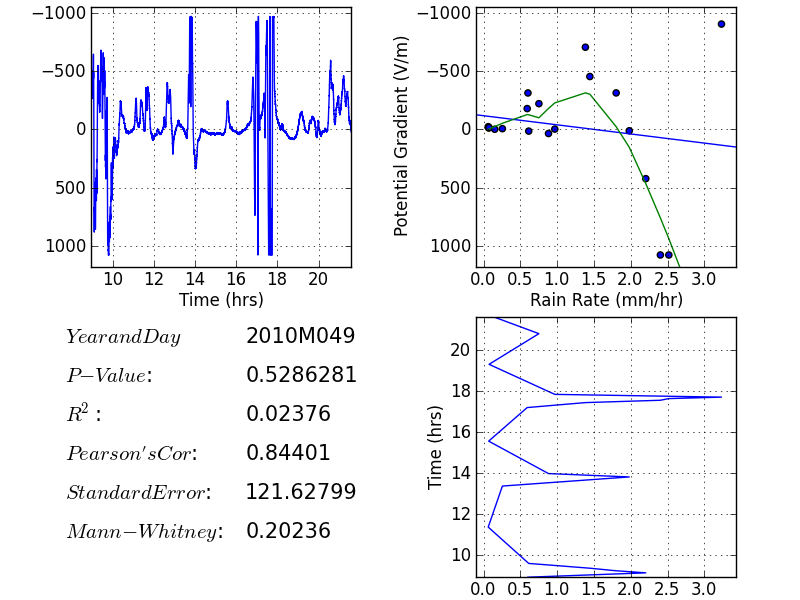 −1000
−500
0
500
1000
10 12 14 16 18 20
Time (hrs)
Potential Gradient (V/m)
−1000
−500
0
500
1000
0.0 0.5 1.0 1.5 2.0 2.5 3.0
Rain Rate (mm/hr)
YearandDay 2010M049
P−Value: 0.5286281
R²: 0.02376
Pearson'sCor: 0.84401
StandardError: 121.62799
Mann−Whitney: 0.20236
Time (hrs)
20
18
16
14
12
10
0.0 0.5 1.0 1.5 2.0 2.5 3.0